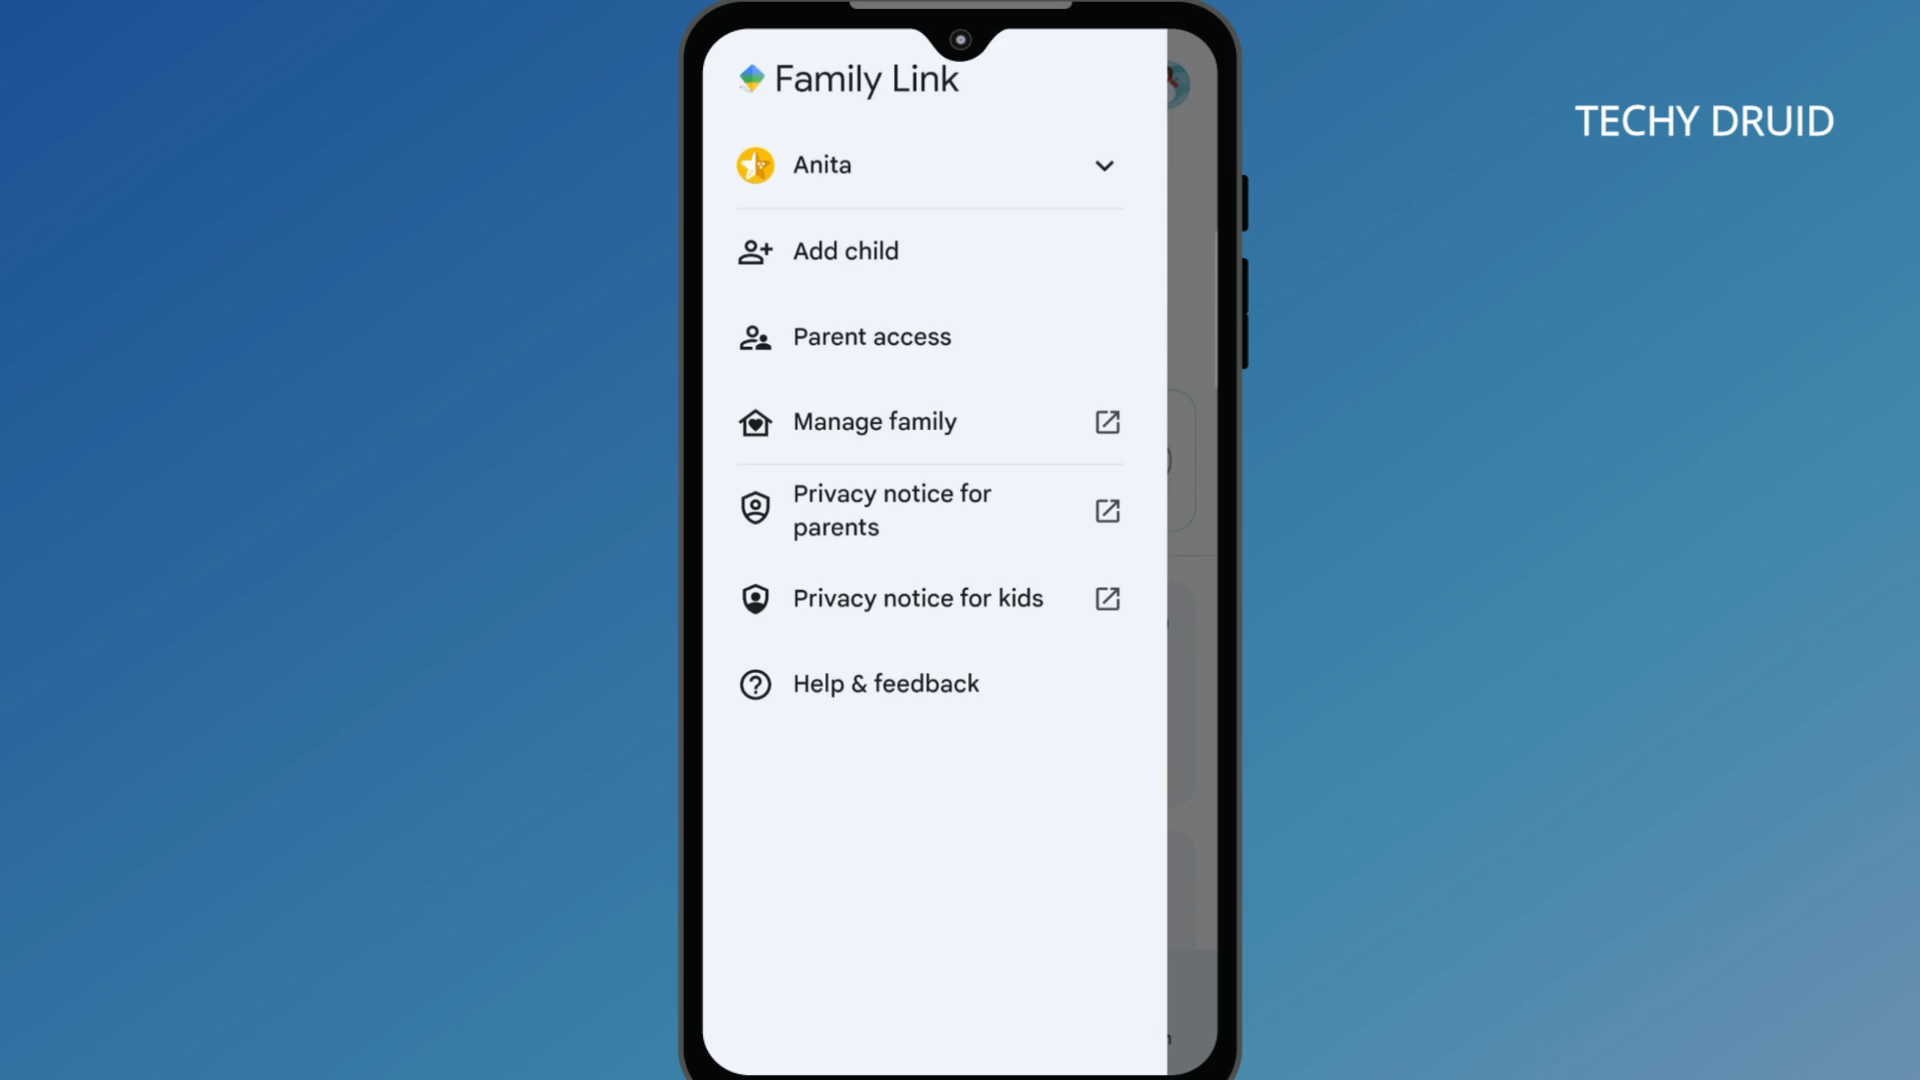 Family Link
TECHY DRUID
Anita
Add child
Parent access
Manage family
Privacy notice for
parents
Privacy notice for kids
Help & feedback